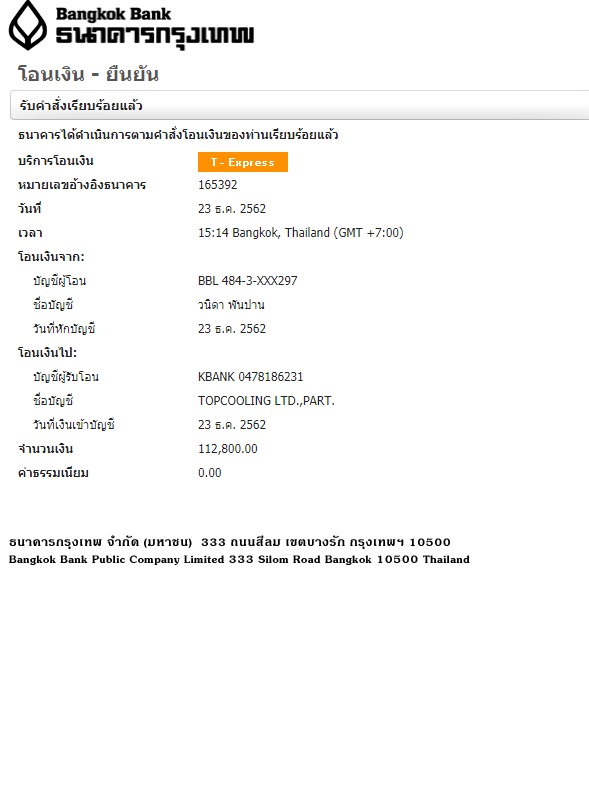 Bangkok Bank
ธนาคารกรุงเทพ
โอนเงิน - ยืนยัน
รับคำสั่งเรียบร้อยแล้ว
ธนาคารได้ดำเนินการตามคำสั่งโอนเงินของท่านเรียบร้อยแล้ว
บริการโอนเงิน T - Express
หมายเลขอ้างอิงธนาคาร 165392
วันที่ 23 ธ.ค. 2562
เวลา 15:14 Bangkok, Thailand (GMT +7:00)
โอนเงินจาก:
บัญชีผู้โอน BBL 484-3-XXX297
ชื่อบัญชี วนิดา พันปาน
วันที่หักบัญชี 23 ธ.ค. 2562
โอนเงินไป:
บัญชีผู้รับโอน KBANK 0478186231
ชื่อบัญชี TOPCOOLING LTD.,PART.
วันที่เงินเข้าบัญชี 23 ธ.ค. 2562
จำนวนเงิน 112,800.00
ค่าธรรมเนียม 0.00
ธนาคารกรุงเทพ จำกัด (มหาชน) 333 ถนนสีลม เขตบางรัก กรุงเทพฯ 10500
Bangkok Bank Public Company Limited 333 Silom Road Bangkok 10500 Thailand